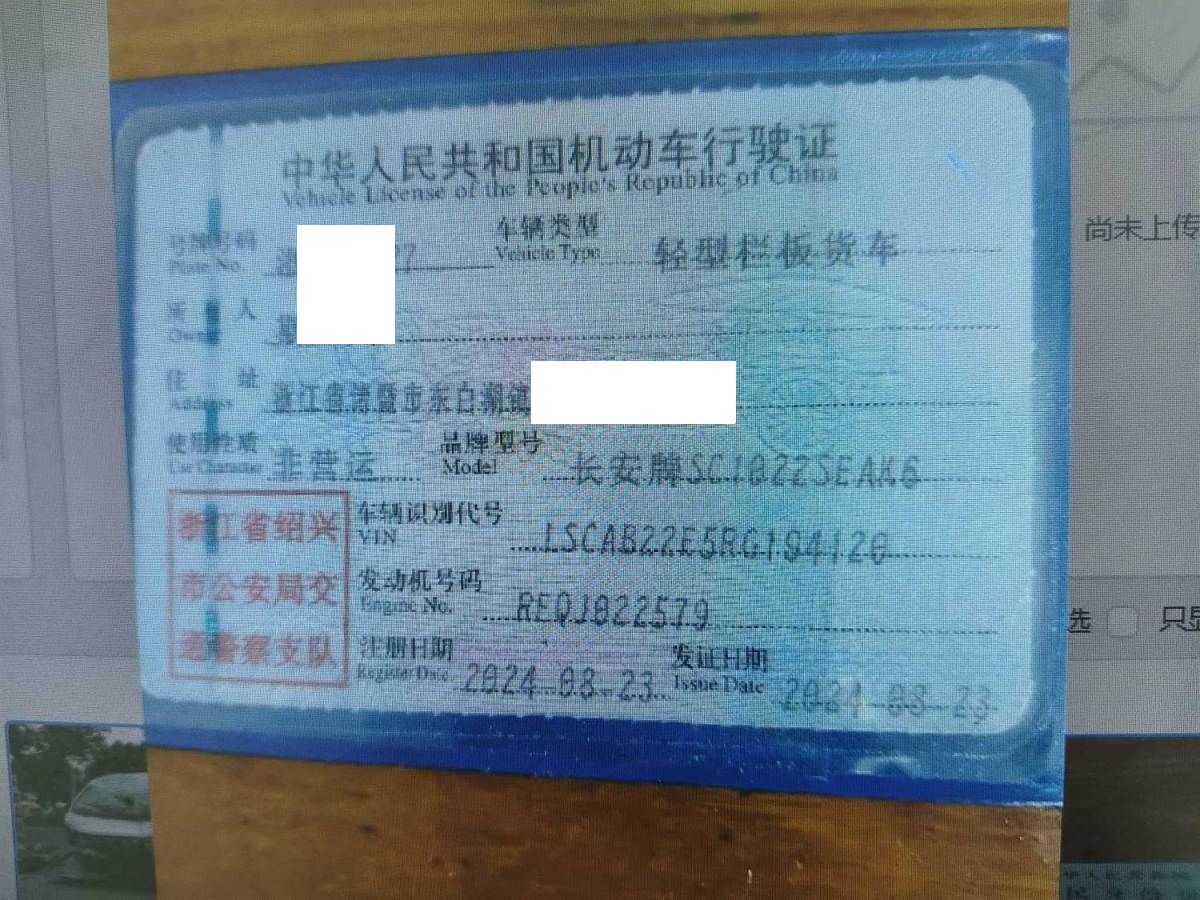 中华人民共和国机动车行驶证
Vehicle License of the People's Republic of China
号牌号码 浙 27 车辆类型 轻型栏板货车
Plate No. Vehicle Type
所 人
Owner
住 址 浙江省诸暨市东白湖镇
Address
使用性质 非营运 品牌型号 长安牌SC1022SEAK6
Use Character Model
浙江省绍兴
市公安局交
通警察支队
车辆识别代号 LSCAB22E5RG194126
VIN
发动机号码 REQJ022579
Engine No.
注册日期 2024-08-23 发证日期 2024-08-23
Register Date Issue Date
尚未上传
选 只显